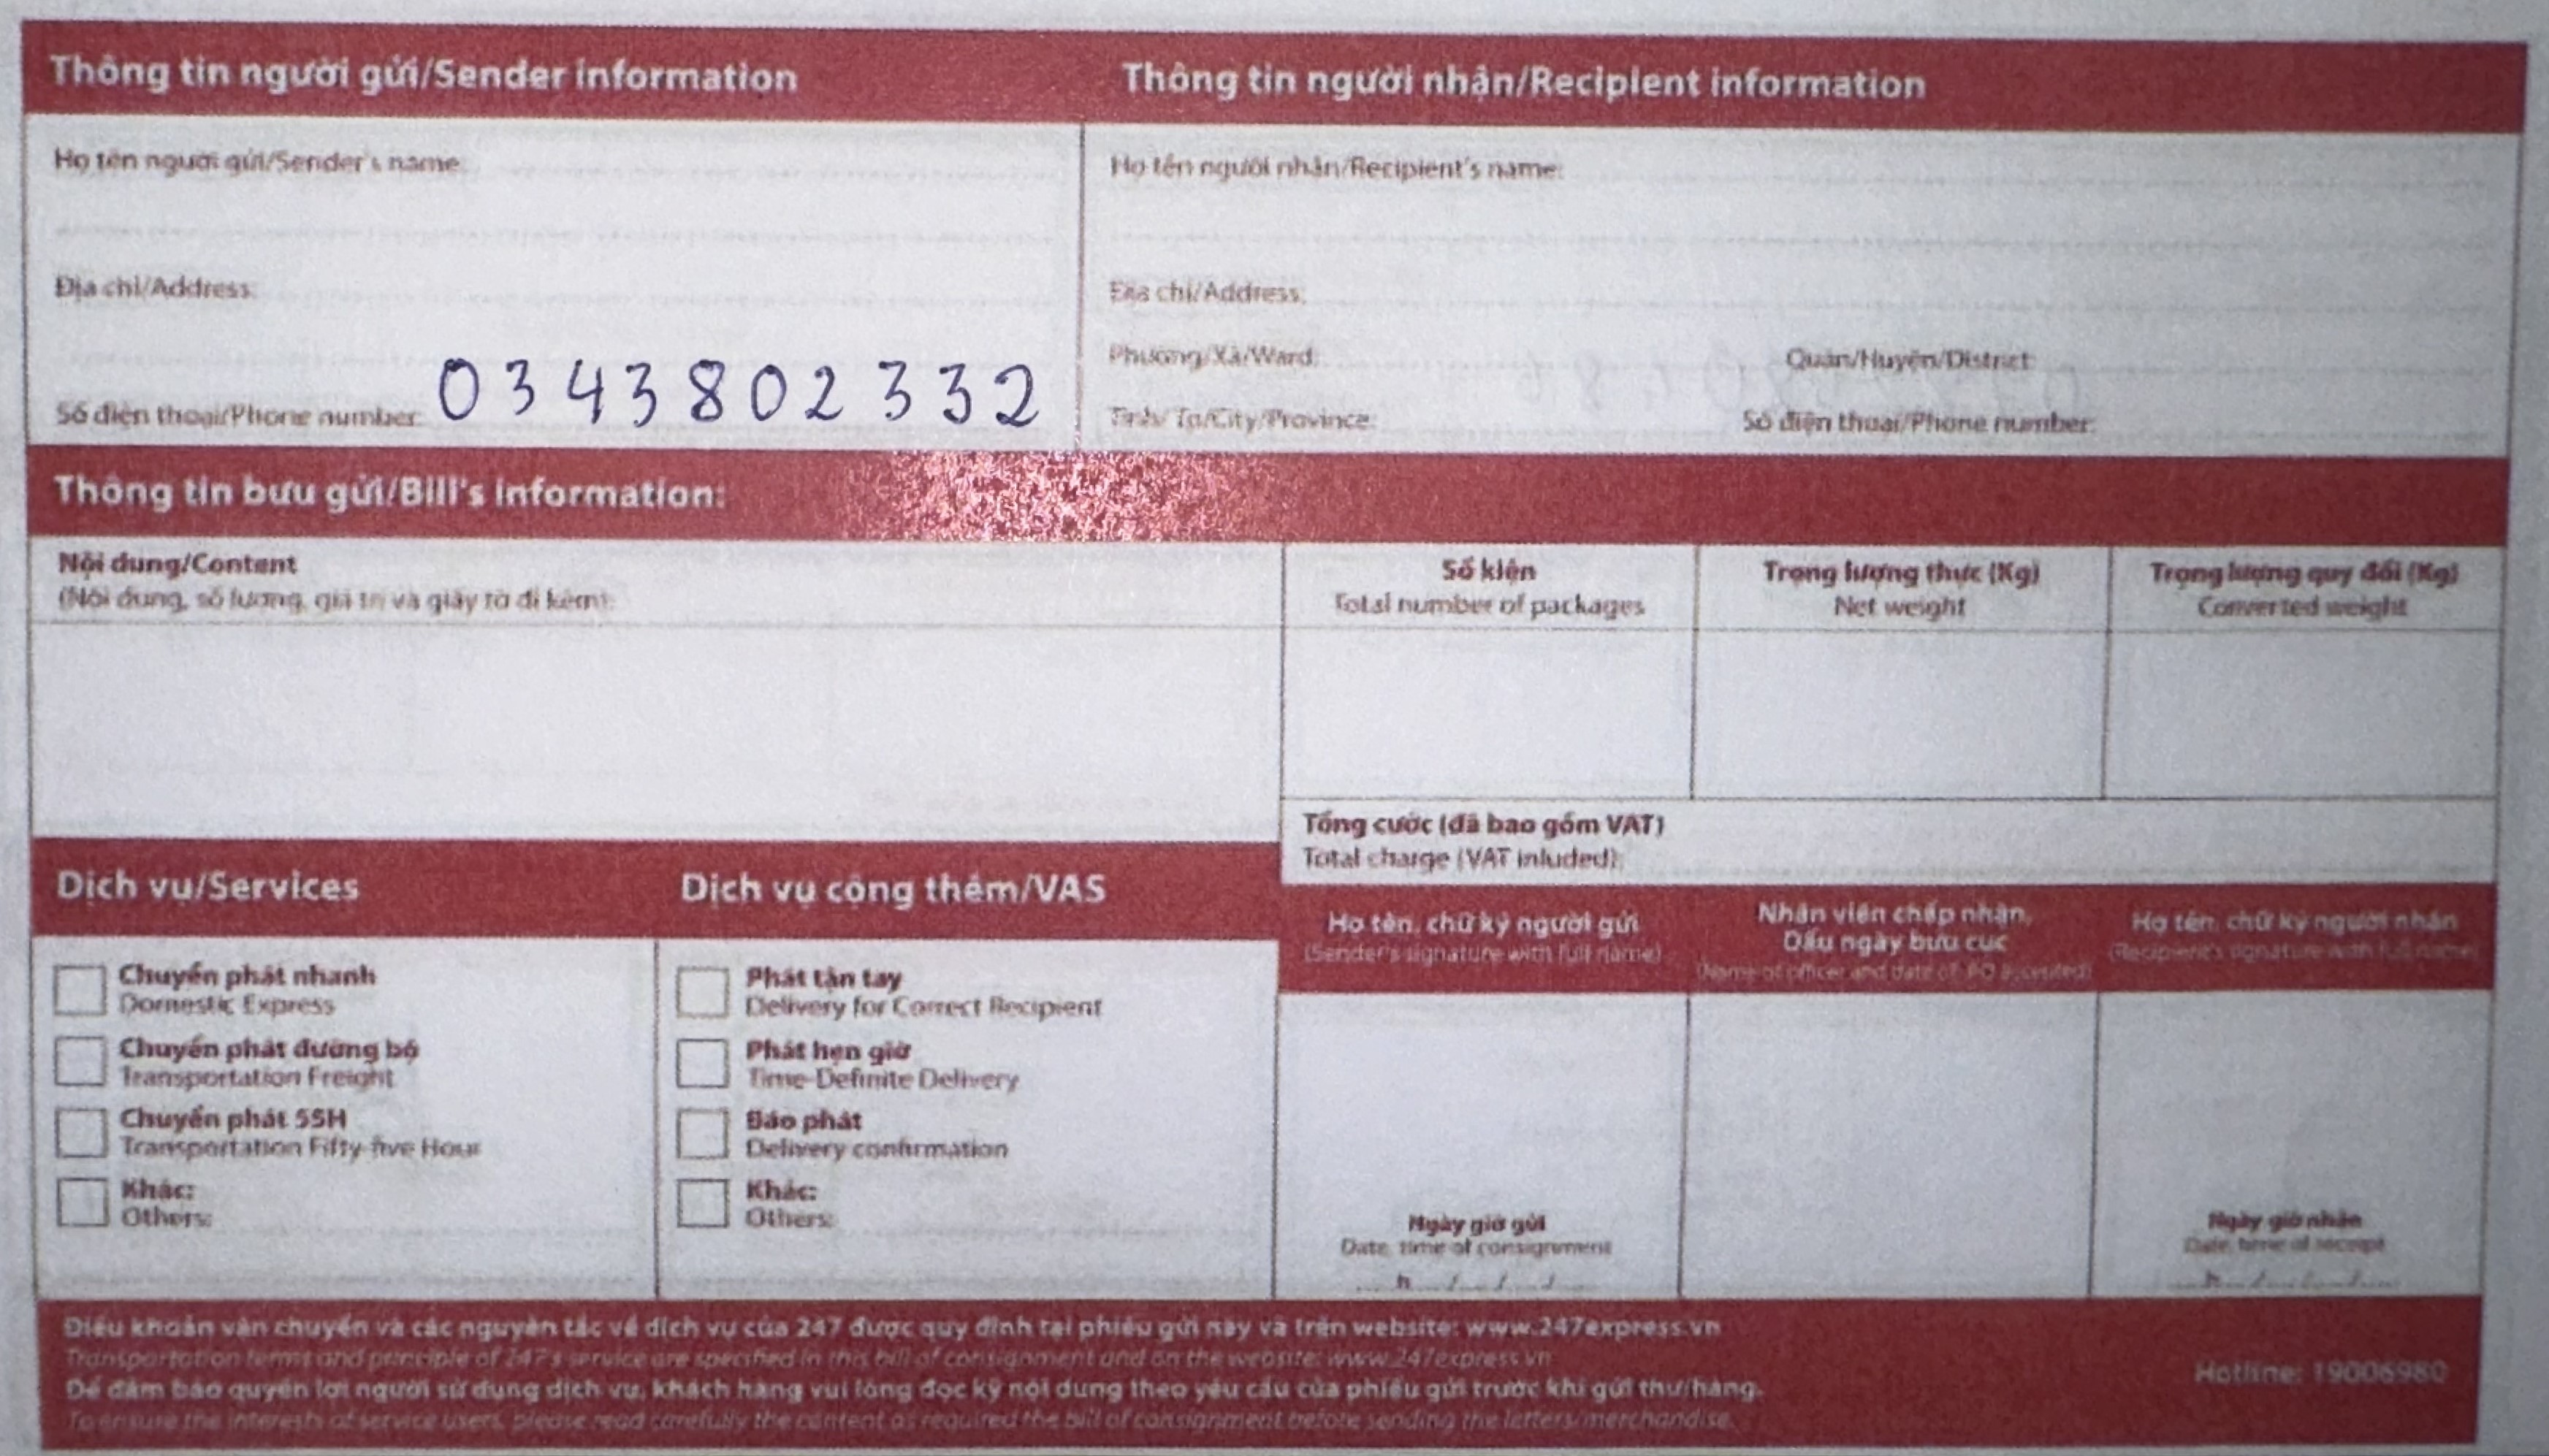 Thông tin người gửi/Sender information
Thông tin người nhận/Recipient information
Họ tên người gửi/Sender's name:
Họ tên người nhận/Recipient's name:
Địa chỉ/Address:
Địa chỉ/Address:
Phường/Xã/Ward:
Quận/Huyện/District:
Số điện thoại/Phone number: 0343802332
Tỉnh/ Tp/City/Province:
Số điện thoại/Phone number:
Thông tin bưu gửi/Bill's information:
Nội dung/Content
(Nội dung, số lượng, giá trị và giấy tờ đi kèm):
Số kiện
Total number of packages
Trọng lượng thực (Kg)
Net weight
Trọng lượng quy đổi (Kg)
Converted weight
Tổng cước (đã bao gồm VAT)
Total charge (VAT inluded):
Dịch vụ/Services
Dịch vụ cộng thêm/VAS
Họ tên, chữ ký người gửi
(Sender's signature with full name)
Nhân viên chấp nhận,
Dấu ngày bưu cục
(Name of officer and date of PO accepted)
Họ tên, chữ ký người nhận
(Recipient's signature with full name)
Chuyển phát nhanh
Domestic Express
Chuyển phát đường bộ
Transportation Freight
Chuyển phát 55H
Transportation Fifty-five Hour
Khác:
Others:
Phát tận tay
Delivery for Correct Recipient
Phát hẹn giờ
Time-Definite Delivery
Báo phát
Delivery confirmation
Khác:
Others:
Ngày giờ gửi
Date, time of consignment
....h..../..../..../....
Ngày giờ nhận
Date, time of receipt
....h..../..../..../....
Điều khoản vận chuyển và các nguyên tắc về dịch vụ của 247 được quy định tại phiếu gửi này và trên website: www.247express.vn
Transportation terms and principle of 247's service are specified in this bill of consignment and on the website: www.247express.vn
Để đảm bảo quyền lợi người sử dụng dịch vụ, khách hàng vui lòng đọc kỹ nội dung theo yêu cầu của phiếu gửi trước khi gửi thư/hàng.
To ensure the interests of service users, please read carefully the content as required the bill of consignment before sending the letters/merchandise.
Hotline: 19006980